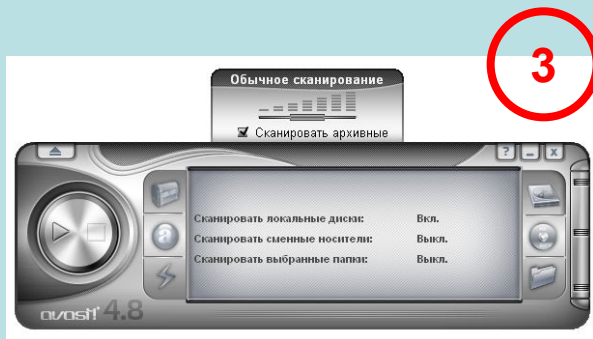 3
Обычное сканирование
Сканировать архивные
? _ x
Сканировать локальные диски: Вкл.
a
Сканировать сменные носители: Выкл.
Сканировать выбранные папки: Выкл.
avast! 4.8